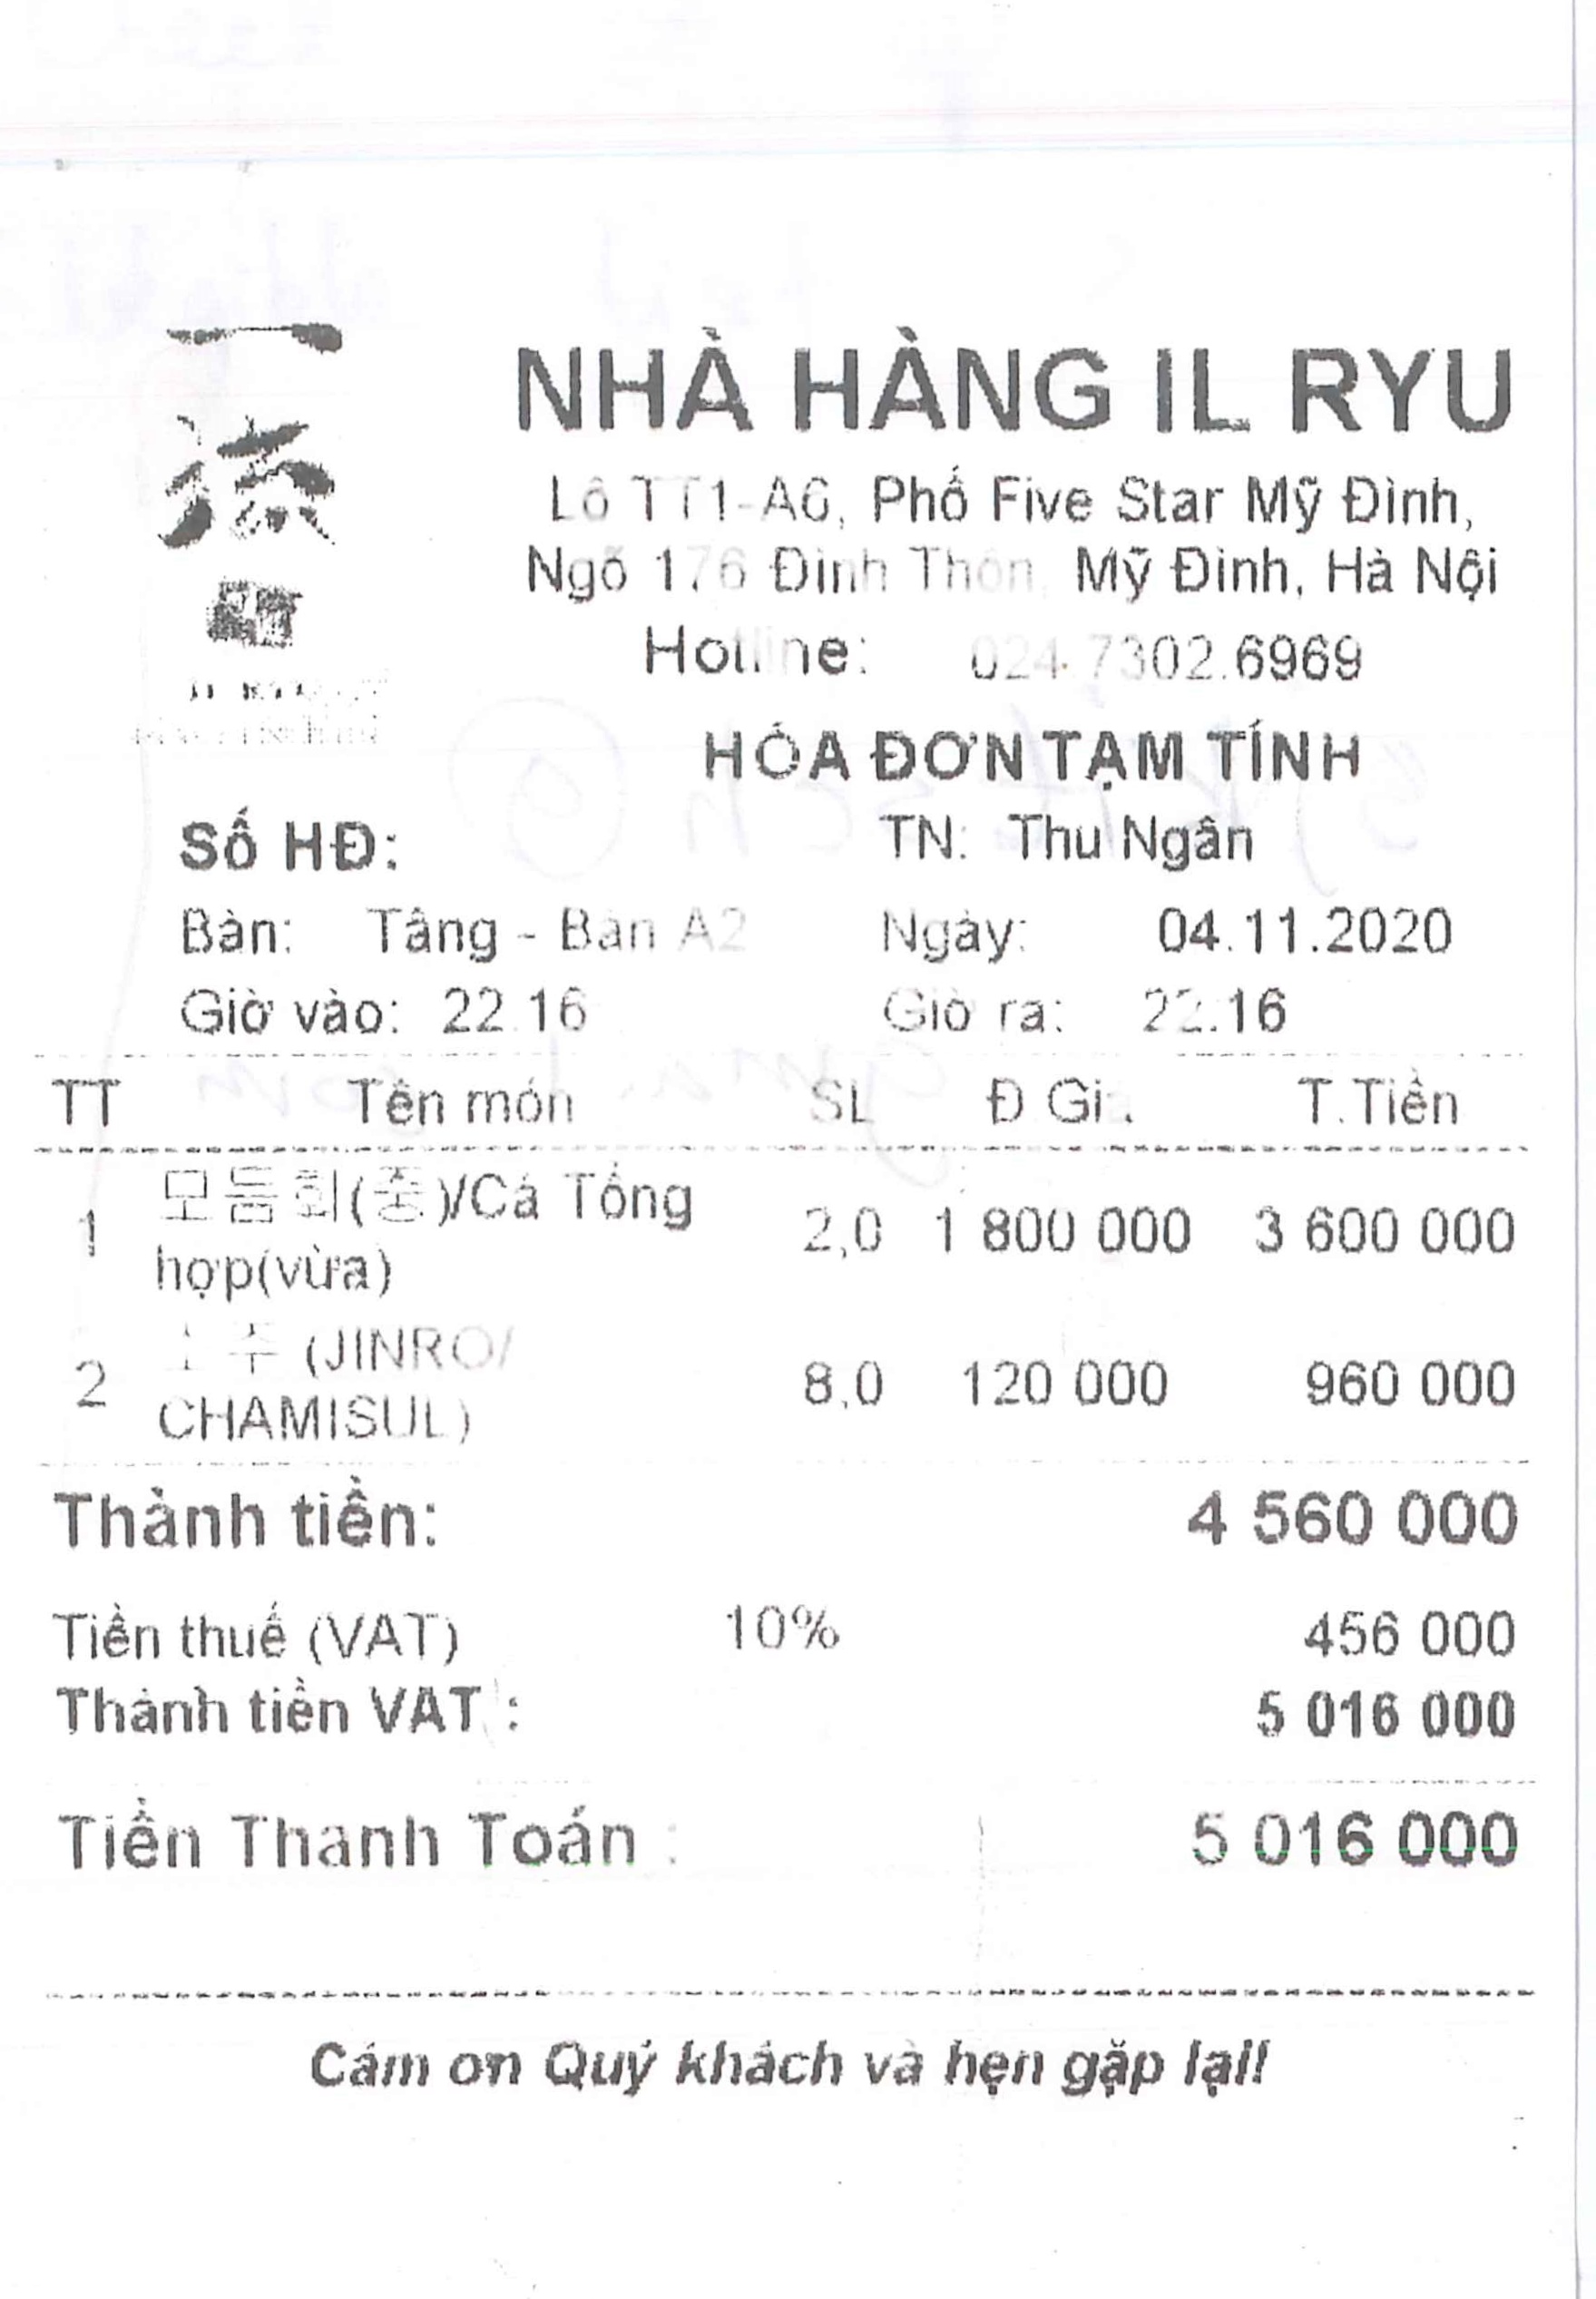 NHÀ HÀNG IL RYU
Lô TT1-A6, Phố Five Star Mỹ Đình,
Ngõ 176 Đình Thôn, Mỹ Đình, Hà Nội
Hotline: 024.7302.6969
HÓA ĐƠN TẠM TÍNH
Số HĐ: TN: Thu Ngân
Bàn: Tầng - Bàn A2 Ngày: 04.11.2020
Giờ vào: 22:16 Giờ ra: 22:16
TT Tên món SL Đ.Giá T.Tiền
1 모듬회(중)/Cá Tổng hợp(vừa) 2,0 1 800 000 3 600 000
2 소주 (JINRO/ CHAMISUL) 8,0 120 000 960 000
Thành tiền: 4 560 000
Tiền thuế (VAT) 10% 456 000
Thành tiền VAT : 5 016 000
Tiền Thanh Toán : 5 016 000
Cám ơn Quý khách và hẹn gặp lại!